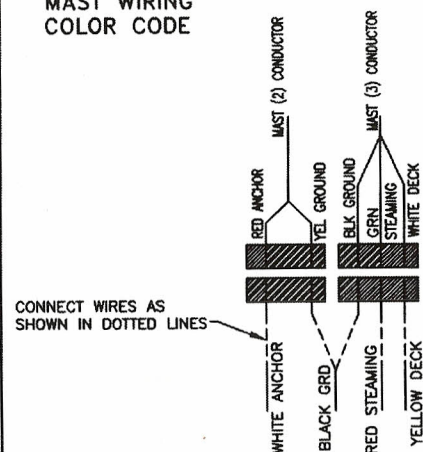 MAST WIRING
COLOR CODE
MAST (2) CONDUCTOR
MAST (3) CONDUCTOR
RED ANCHOR
YEL GROUND
BLK GROUND
GRN
STEAMING
WHITE DECK
CONNECT WIRES AS
SHOWN IN DOTTED LINES
WHITE ANCHOR
BLACK GRD
RED STEAMING
YELLOW DECK